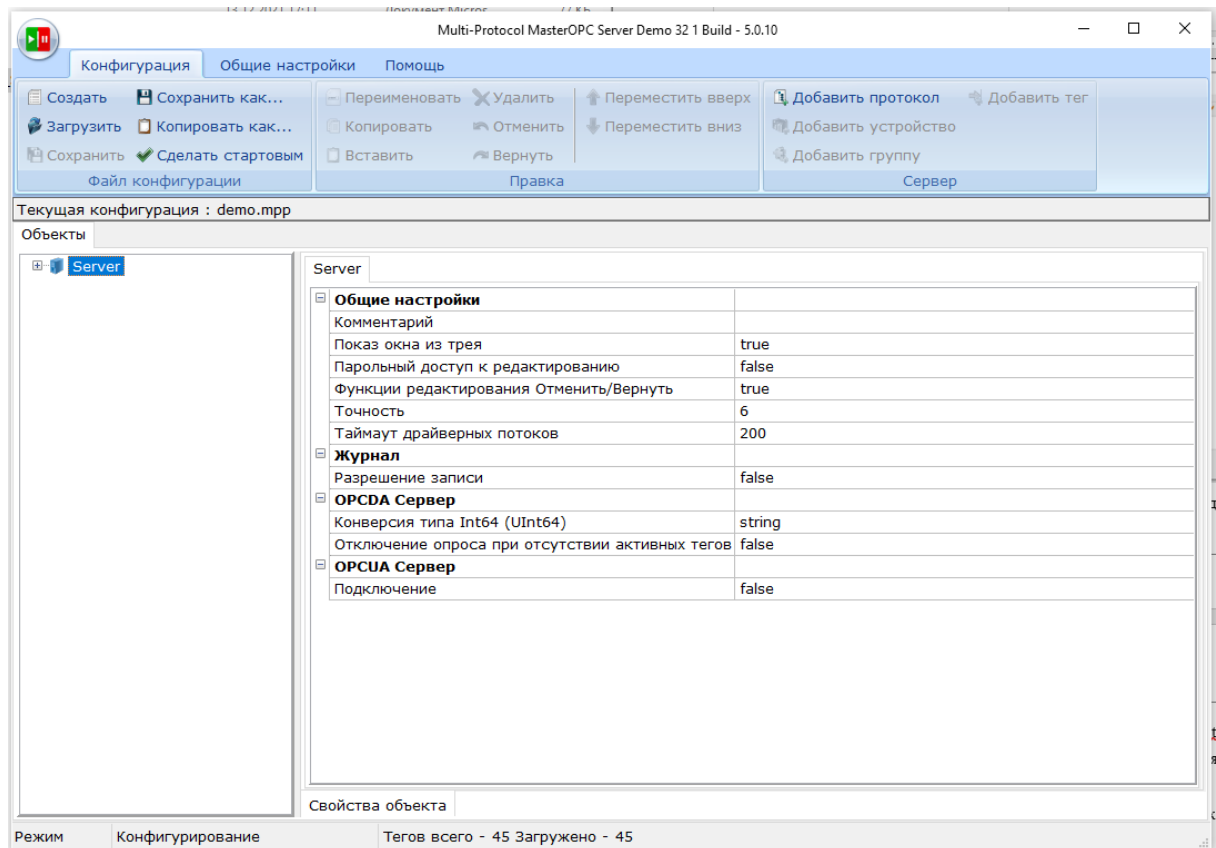 13.12.2021 17:11
Multi-Protocol MasterOPC Server Demo 32 1 Build - 5.0.10
Конфигурация Общие настройки Помощь
Создать Сохранить как... Переименовать Удалить Переместить вверх Добавить протокол Добавить тег
Загрузить Копировать как... Копировать Отменить Переместить вниз Добавить устройство
Сохранить Сделать стартовым Вставить Вернуть Добавить группу
Файл конфигурации Правка Сервер
Текущая конфигурация : demo.mpp
Объекты
Server
Server
Общие настройки
Комментарий
Показ окна из трея true
Парольный доступ к редактированию false
Функции редактирования Отменить/Вернуть true
Точность 6
Таймаут драйверных потоков 200
Журнал
Разрешение записи false
OPCDA Сервер
Конверсия типа Int64 (UInt64) string
Отключение опроса при отсутствии активных тегов false
OPCUA Сервер
Подключение false
Свойства объекта
Режим Конфигурирование Тегов всего - 45 Загружено - 45